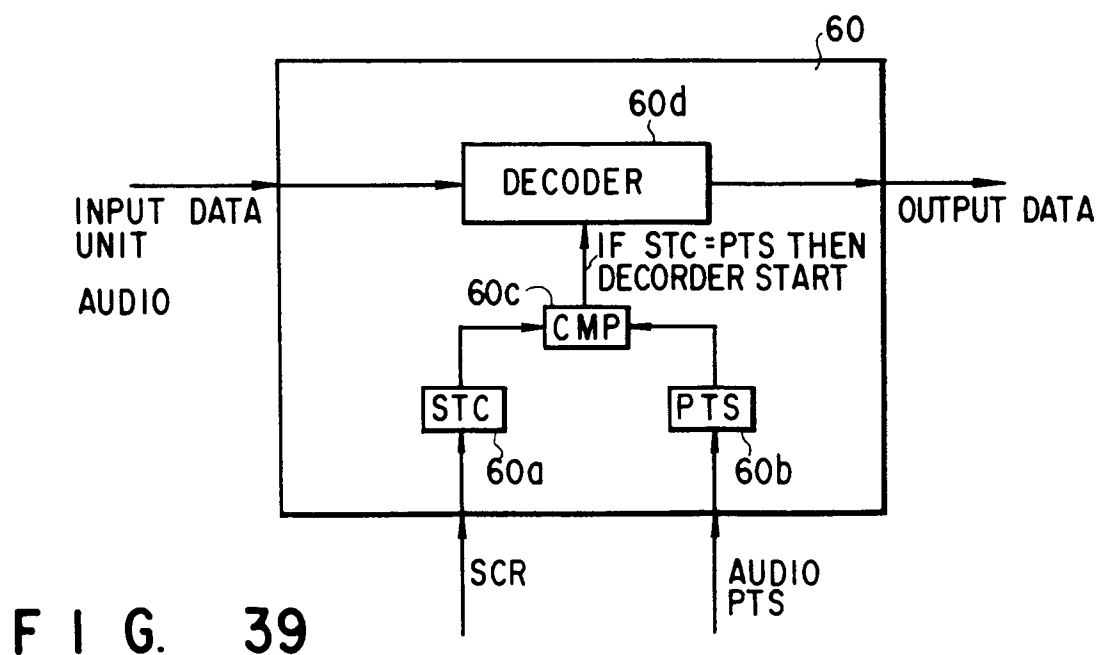 60
60d
DECODER
INPUT DATA
UNIT
AUDIO
OUTPUT DATA
IF STC=PTS THEN
DECORDER START
60c
CMP
STC
PTS
60a
60b
SCR
AUDIO
PTS
FIG. 39